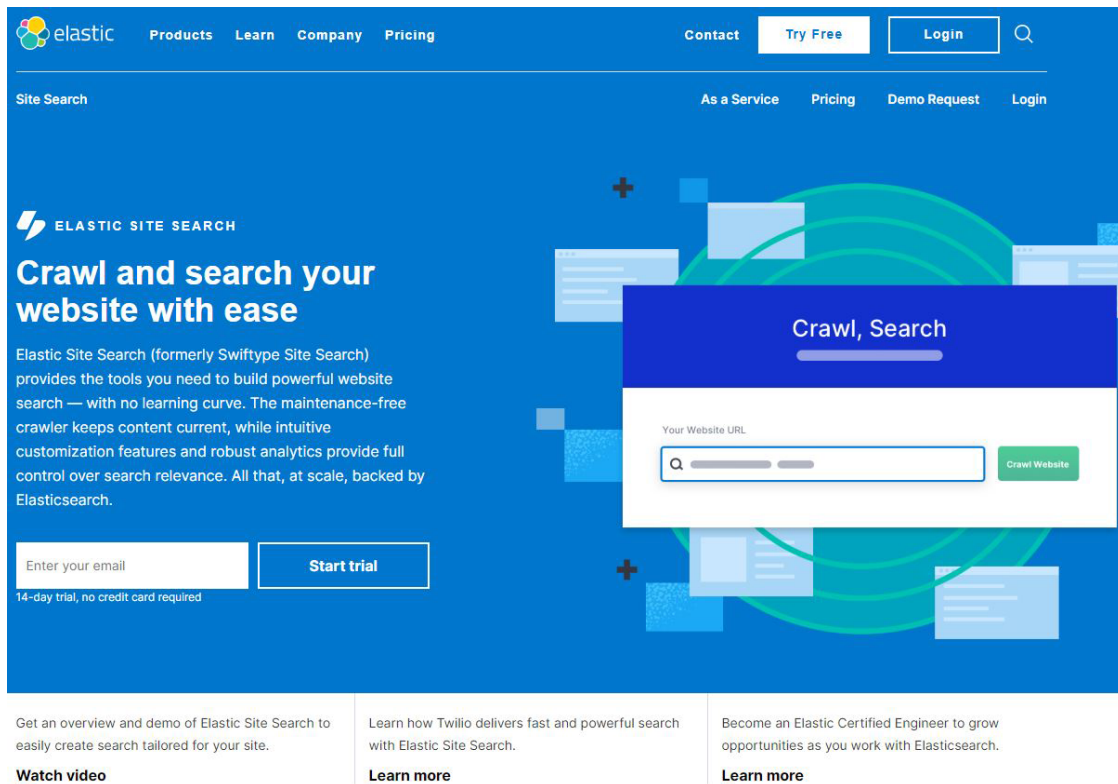 elastic Products Learn Company Pricing Contact Try Free Login
Site Search As a Service Pricing Demo Request Login
ELASTIC SITE SEARCH
Crawl and search your
website with ease
Elastic Site Search (formerly Swiftype Site Search)
provides the tools you need to build powerful website
search — with no learning curve. The maintenance-free
crawler keeps content current, while intuitive
customization features and robust analytics provide full
control over search relevance. All that, at scale, backed by
Elasticsearch.
Enter your email Start trial
14-day trial, no credit card required
Crawl, Search
Your Website URL
Crawl Website
Get an overview and demo of Elastic Site Search to
easily create search tailored for your site.
Watch video
Learn how Twilio delivers fast and powerful search
with Elastic Site Search.
Learn more
Become an Elastic Certified Engineer to grow
opportunities as you work with Elasticsearch.
Learn more